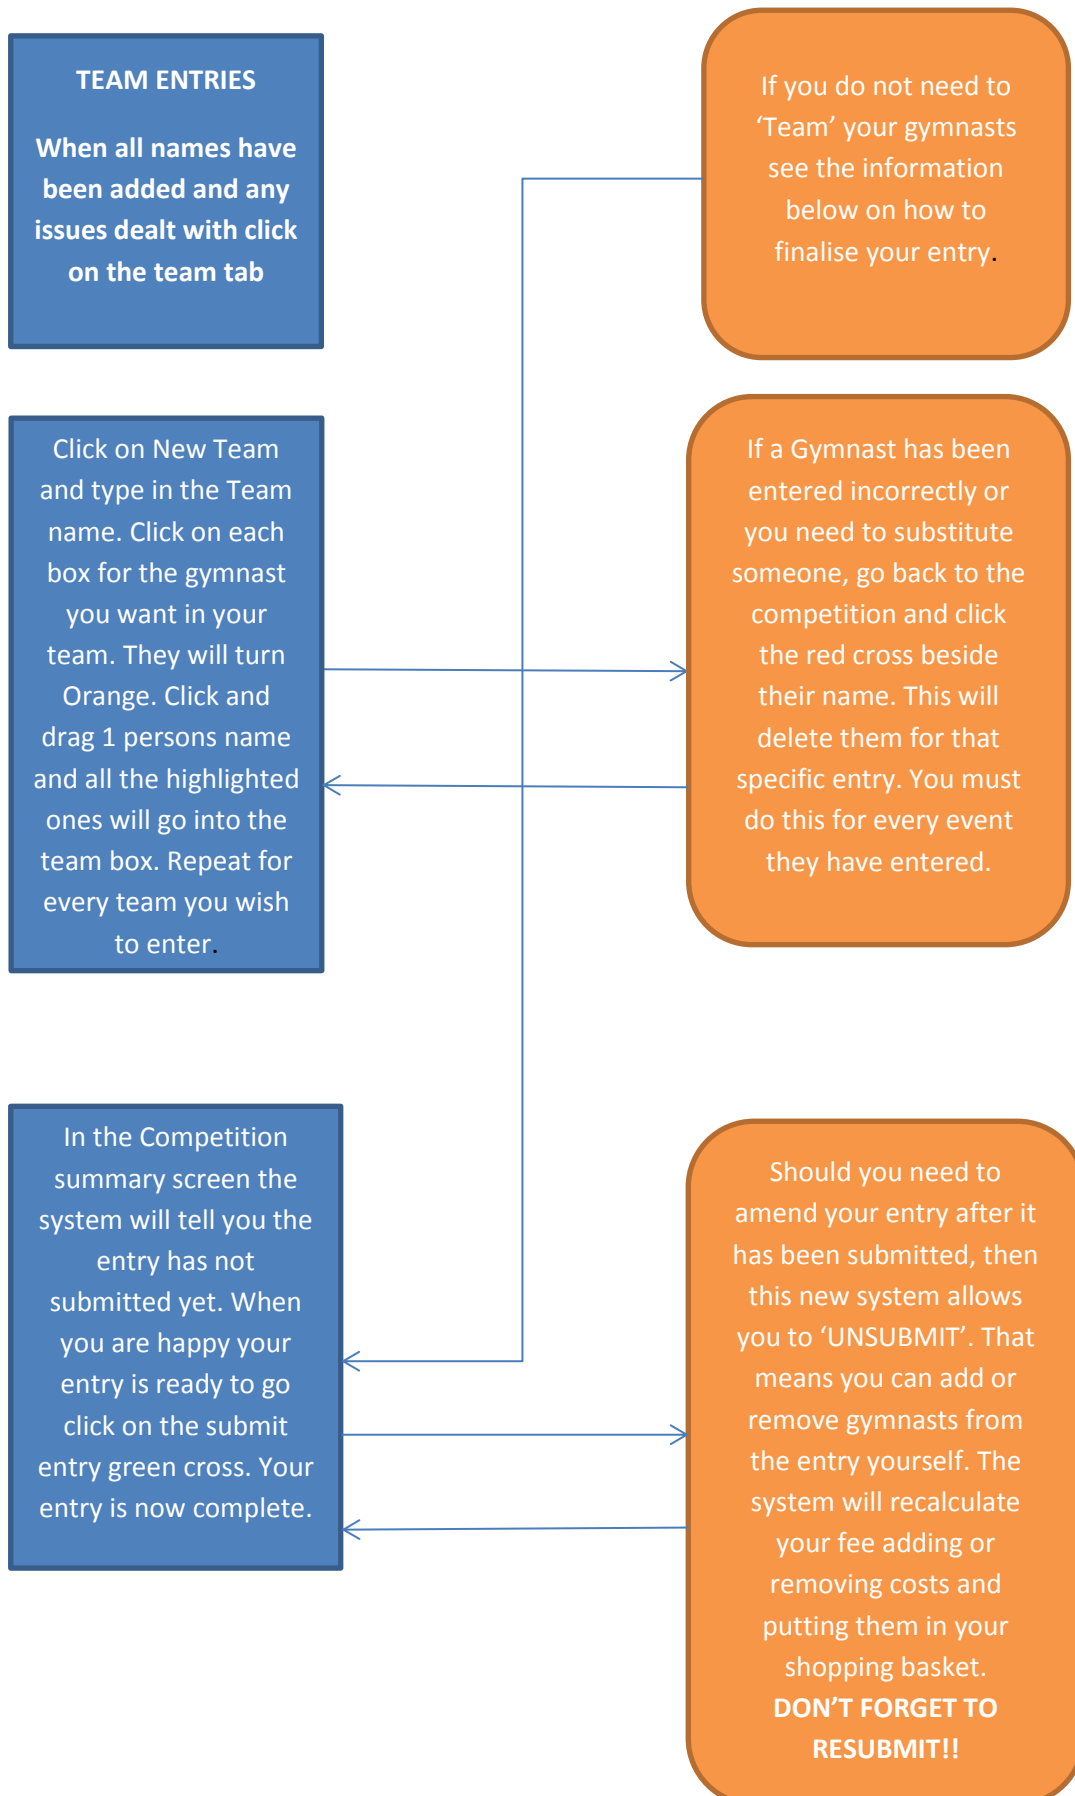 TEAM ENTRIES
When all names have
been added and any
issues dealt with click
on the team tab
If you do not need to
‘Team’ your gymnasts
see the information
below on how to
finalise your entry.
Click on New Team
and type in the Team
name. Click on each
box for the gymnast
you want in your
team. They will turn
Orange. Click and
drag 1 persons name
and all the highlighted
ones will go into the
team box. Repeat for
every team you wish
to enter.
If a Gymnast has been
entered incorrectly or
you need to substitute
someone, go back to the
competition and click
the red cross beside
their name. This will
delete them for that
specific entry. You must
do this for every event
they have entered.
In the Competition
summary screen the
system will tell you the
entry has not
submitted yet. When
you are happy your
entry is ready to go
click on the submit
entry green cross. Your
entry is now complete.
Should you need to
amend your entry after it
has been submitted, then
this new system allows
you to ‘UNSUBMIT’. That
means you can add or
remove gymnasts from
the entry yourself. The
system will recalculate
your fee adding or
removing costs and
putting them in your
shopping basket.
DON’T FORGET TO
RESUBMIT!!